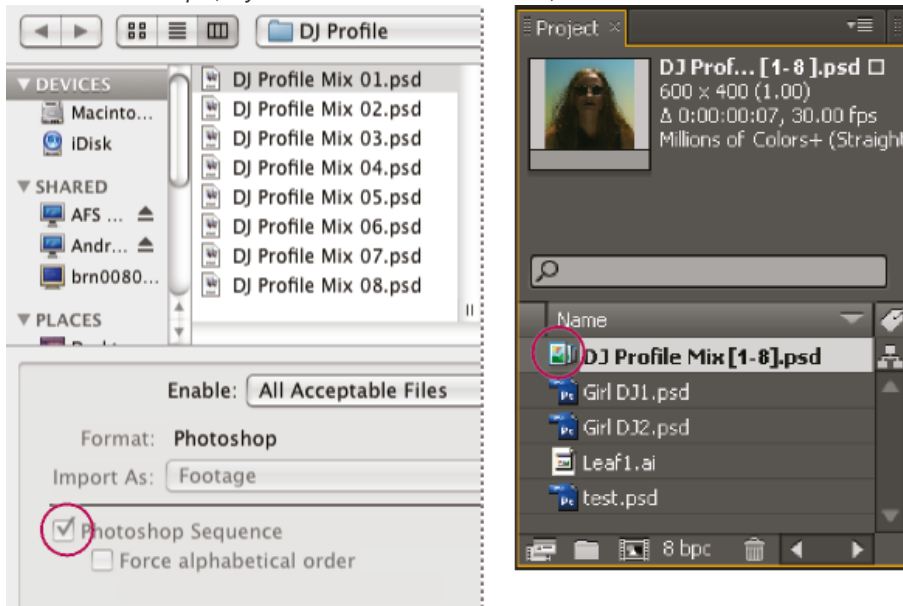 DJ Profile
DEVICES
Macinto...
iDisk
SHARED
AFS ...
Andr...
brn0080...
PLACES
DJ Profile Mix 01.psd
DJ Profile Mix 02.psd
DJ Profile Mix 03.psd
DJ Profile Mix 04.psd
DJ Profile Mix 05.psd
DJ Profile Mix 06.psd
DJ Profile Mix 07.psd
DJ Profile Mix 08.psd
Enable: All Acceptable Files
Format: Photoshop
Import As: Footage
Photoshop Sequence
Force alphabetical order
Project ×
DJ Prof... [1-8].psd
600 × 400 (1.00)
Δ 0:00:00:07, 30.00 fps
Millions of Colors+ (Straight
Name
DJ Profile Mix [1-8].psd
Girl DJ1.psd
Girl DJ2.psd
Leaf1.ai
test.psd
8 bpc